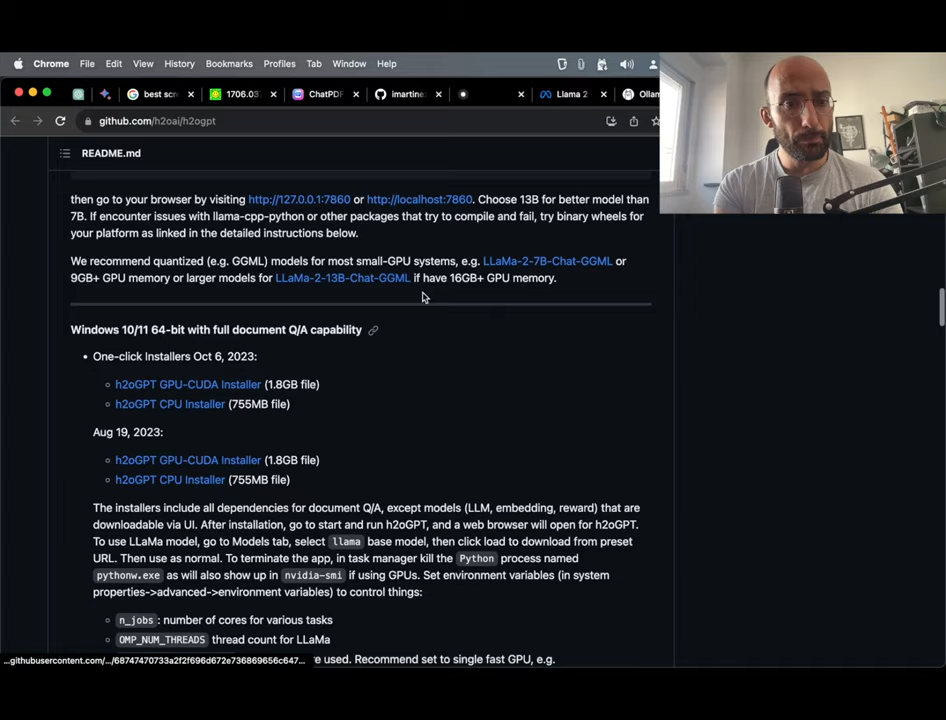 Chrome File Edit View History Bookmarks Profiles Tab Window Help
best scr 1706.03 ChatPDF imartine Llama 2 Ollam
github.com/h2oai/h2ogpt
README.md
then go to your browser by visiting http://127.0.0.1:7860 or http://localhost:7860. Choose 13B for better model than
7B. If encounter issues with llama-cpp-python or other packages that try to compile and fail, try binary wheels for
your platform as linked in the detailed instructions below.
We recommend quantized (e.g. GGML) models for most small-GPU systems, e.g. LLaMa-2-7B-Chat-GGML or
9GB+ GPU memory or larger models for LLaMa-2-13B-Chat-GGML if have 16GB+ GPU memory.
Windows 10/11 64-bit with full document Q/A capability
One-click Installers Oct 6, 2023:
h2oGPT GPU-CUDA Installer (1.8GB file)
h2oGPT CPU Installer (755MB file)
Aug 19, 2023:
h2oGPT GPU-CUDA Installer (1.8GB file)
h2oGPT CPU Installer (755MB file)
The installers include all dependencies for document Q/A, except models (LLM, embedding, reward) that are
downloadable via UI. After installation, go to start and run h2oGPT, and a web browser will open for h2oGPT.
To use LLaMa model, go to Models tab, select llama base model, then click load to download from preset
URL. Then use as normal. To terminate the app, in task manager kill the Python process named
pythonw.exe as will also show up in nvidia-smi if using GPUs. Set environment variables (in system
properties->advanced->environment variables) to control things:
n_jobs: number of cores for various tasks
OMP_NUM_THREADS thread count for LLaMa
re used. Recommend set to single fast GPU, e.g.
...githubusercontent.com/.../68747470733a2f2f696d672e736869656c647...